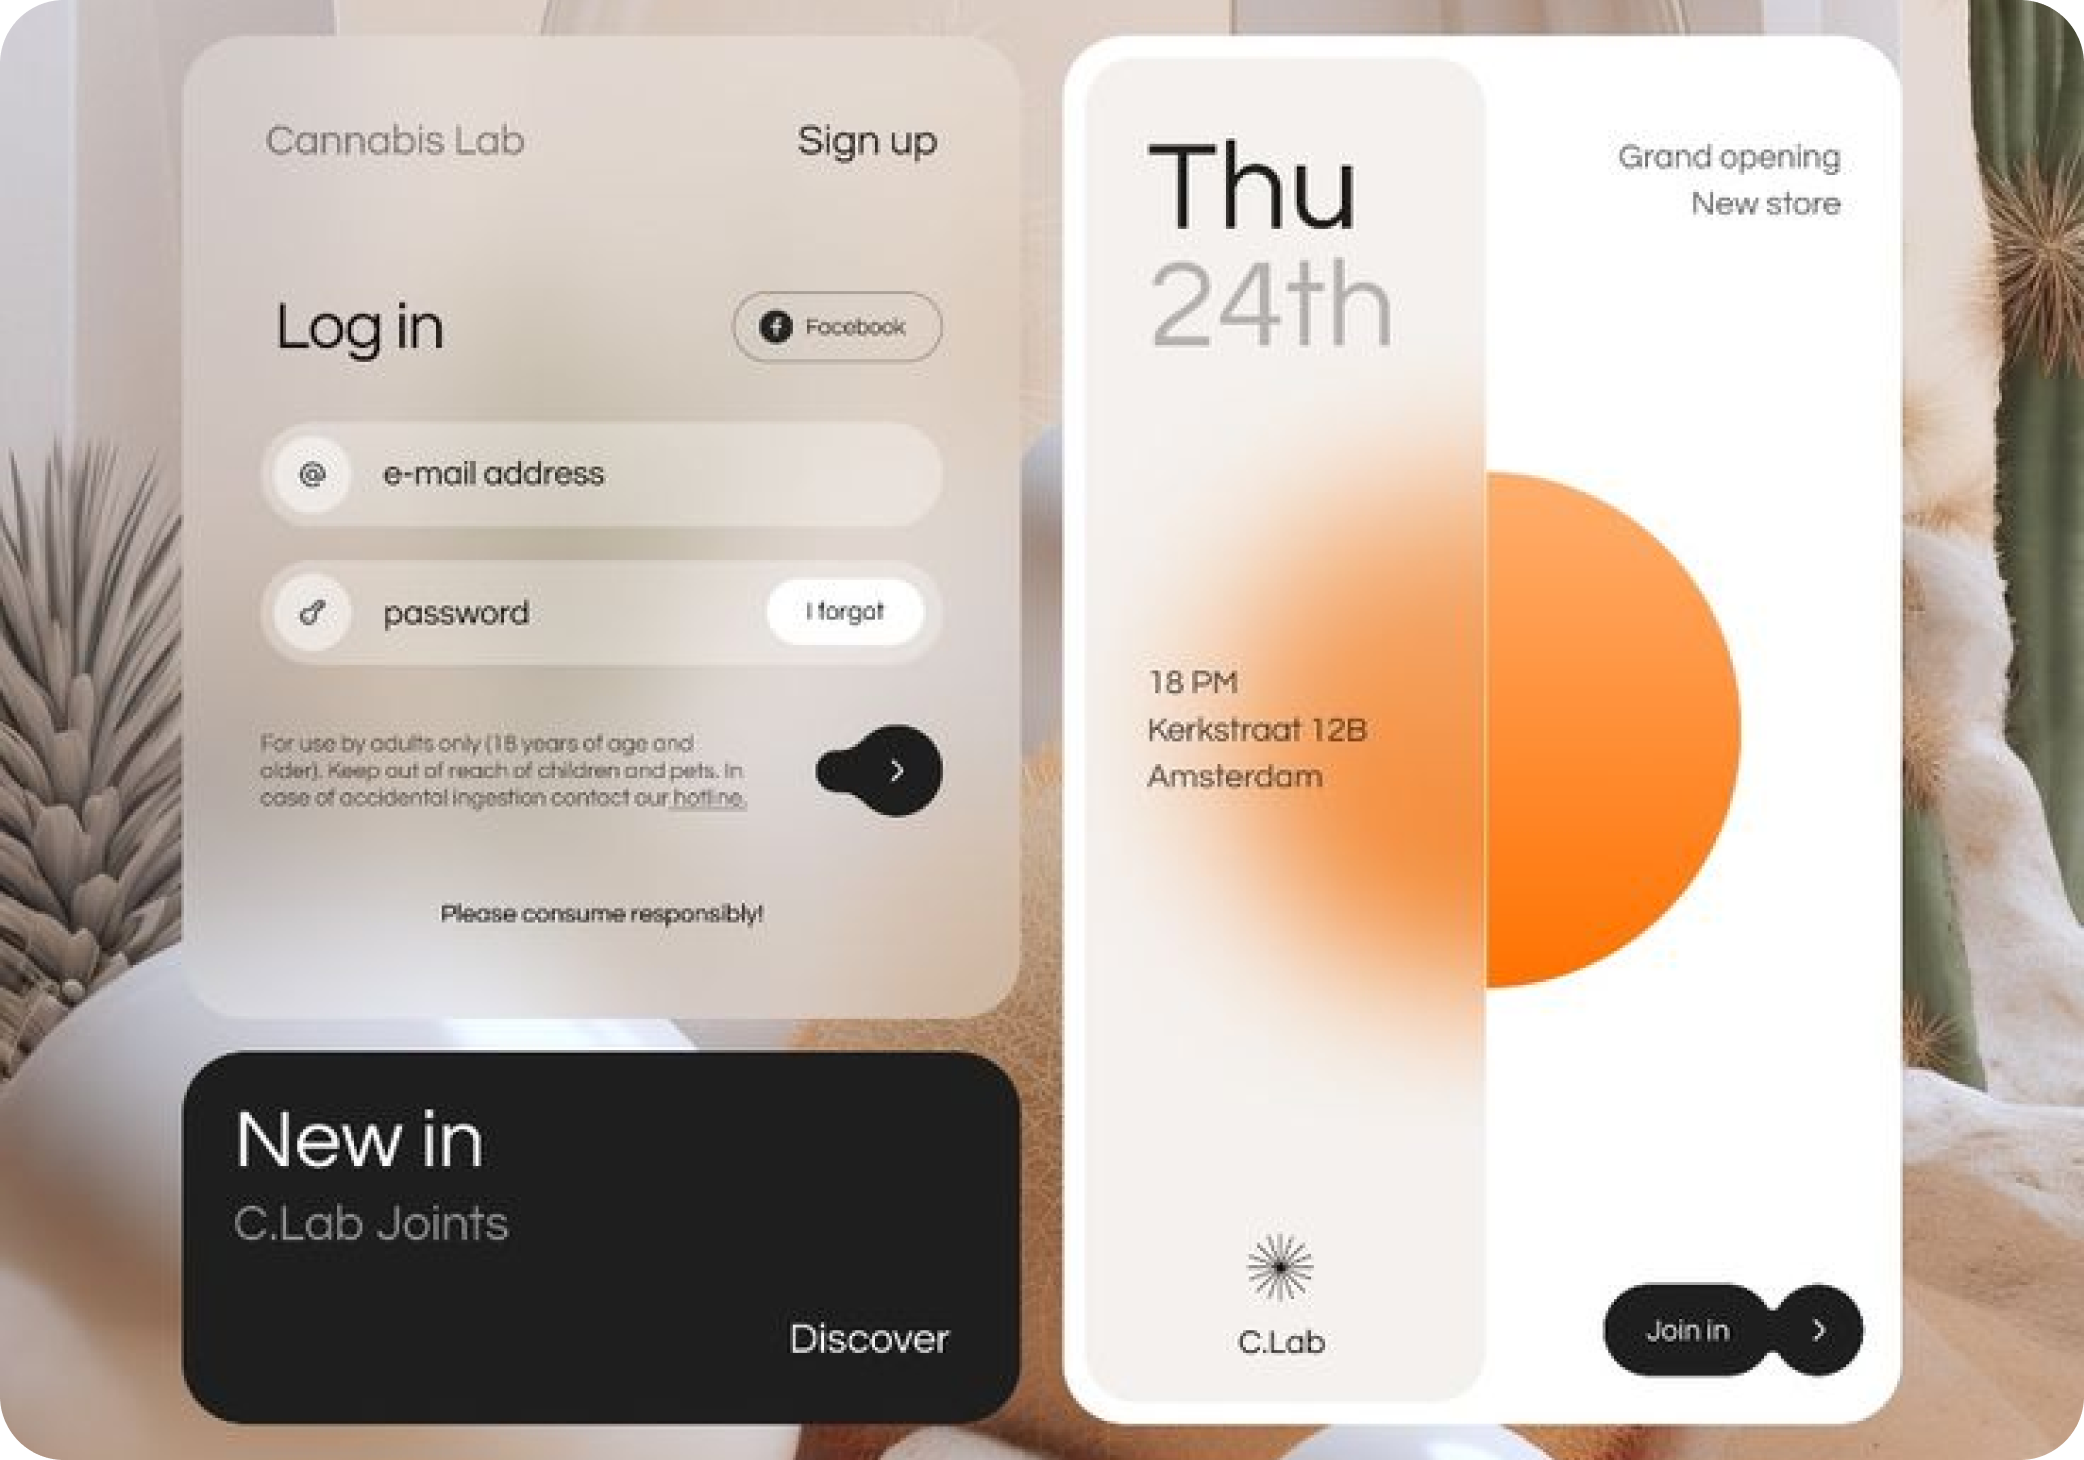 Cannabis Lab
Sign up
Log in
Facebook
@
e-mail address
password
I forgot
For use by adults only (18 years of age and
older). Keep out of reach of children and pets. In
case of accidental ingestion contact our hotline.
Please consume responsibly!
New in
C.Lab Joints
Discover
Thu
24th
Grand opening
New store
18 PM
Kerkstraat 12B
Amsterdam
C.Lab
Join in